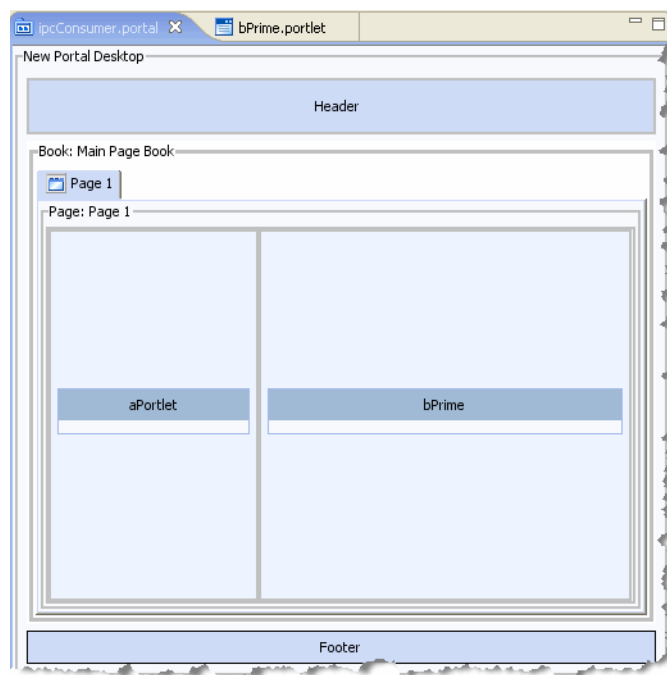 ipcConsumer.portal bPrime.portlet
New Portal Desktop
Header
Book: Main Page Book
Page 1
Page: Page 1
aPortlet bPrime
Footer